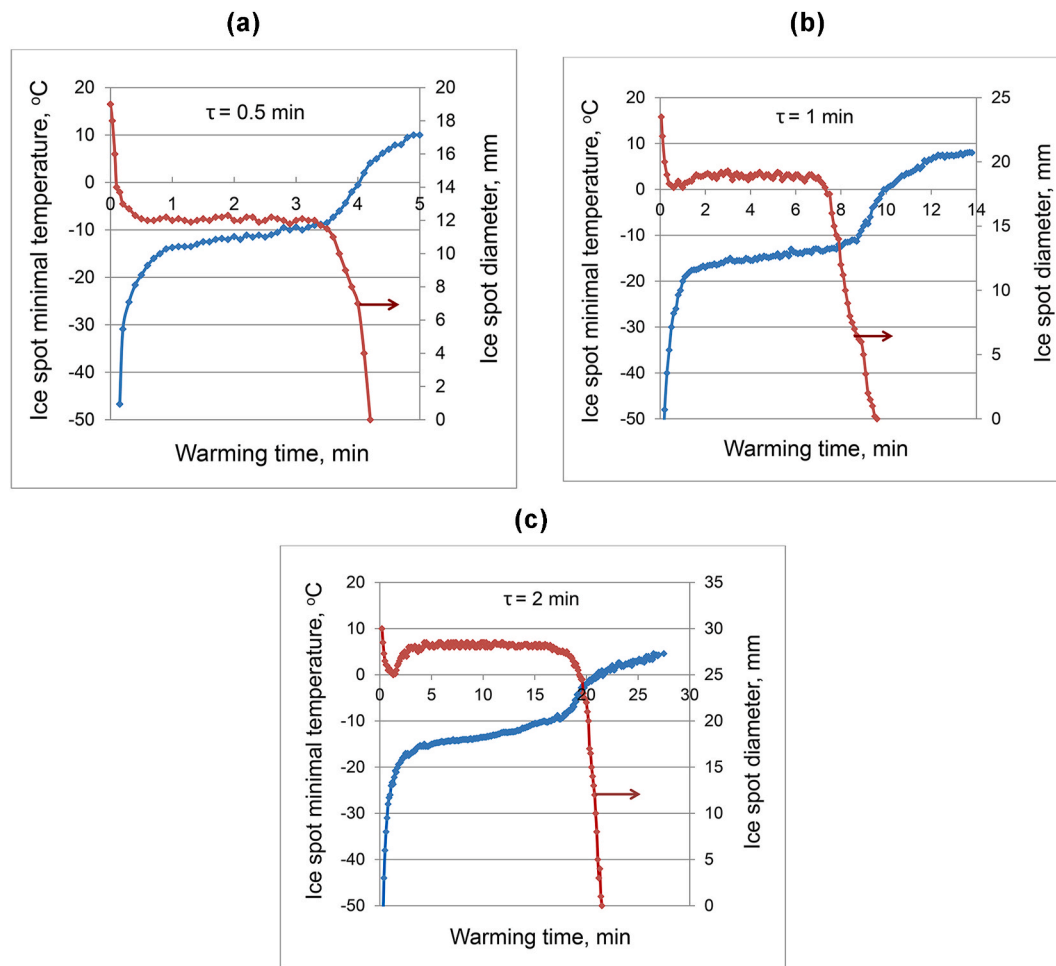 (a)
τ = 0.5 min
Ice spot minimal temperature, °C
20
10
0
-10
-20
-30
-40
-50
0 1 2 3 4 5
20
18
16
14
12
10
8
6
4
2
0
Ice spot diameter, mm
Warming time, min
(b)
τ = 1 min
Ice spot minimal temperature, °C
20
10
0
-10
-20
-30
-40
-50
0 2 4 6 8 10 12 14
25
20
15
10
5
0
Ice spot diameter, mm
Warming time, min
(c)
τ = 2 min
Ice spot minimal temperature, °C
20
10
0
-10
-20
-30
-40
-50
0 5 10 15 20 25 30
35
30
25
20
15
10
5
0
Ice spot diameter, mm
Warming time, min